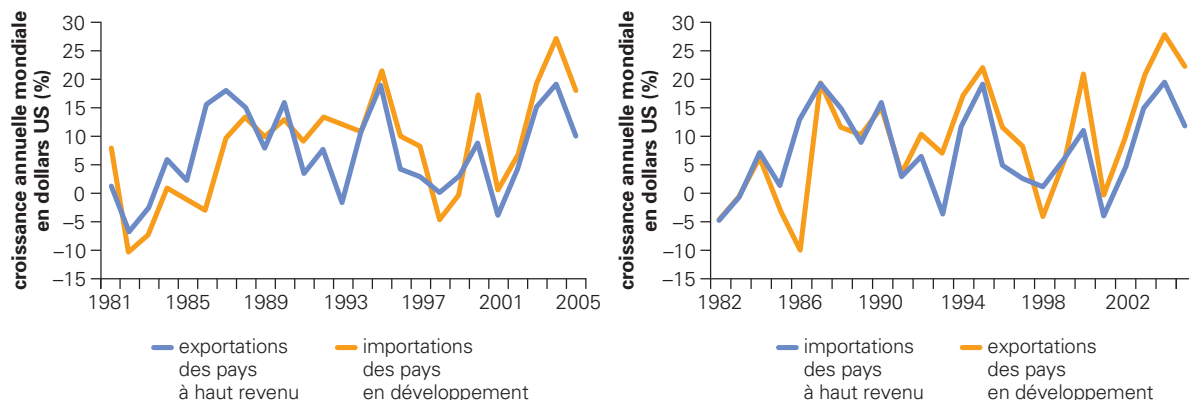 croissance annuelle mondiale
en dollars US (%)
30
25
20
15
10
5
0
–5
–10
–15
1981
1985
1989
1993
1997
2001
2005
exportations
des pays
à haut revenu
importations
des pays
en développement
croissance annuelle mondiale
en dollars US (%)
30
25
20
15
10
5
0
–5
–10
–15
1982
1986
1990
1994
1998
2002
importations
des pays
à haut revenu
exportations
des pays
en développement